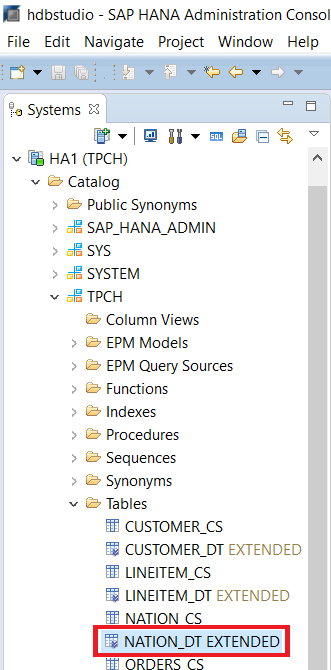 hdbstudio - SAP HANA Administration Conso
File Edit Navigate Project Window Help
Systems
SQL
HA1 (TPCH)
Catalog
Public Synonyms
SAP_HANA_ADMIN
SYS
SYSTEM
TPCH
Column Views
EPM Models
EPM Query Sources
Functions
Indexes
Procedures
Sequences
Synonyms
Tables
CUSTOMER_CS
CUSTOMER_DT EXTENDED
LINEITEM_CS
LINEITEM_DT EXTENDED
NATION_CS
NATION_DT EXTENDED
ORDERS_CS